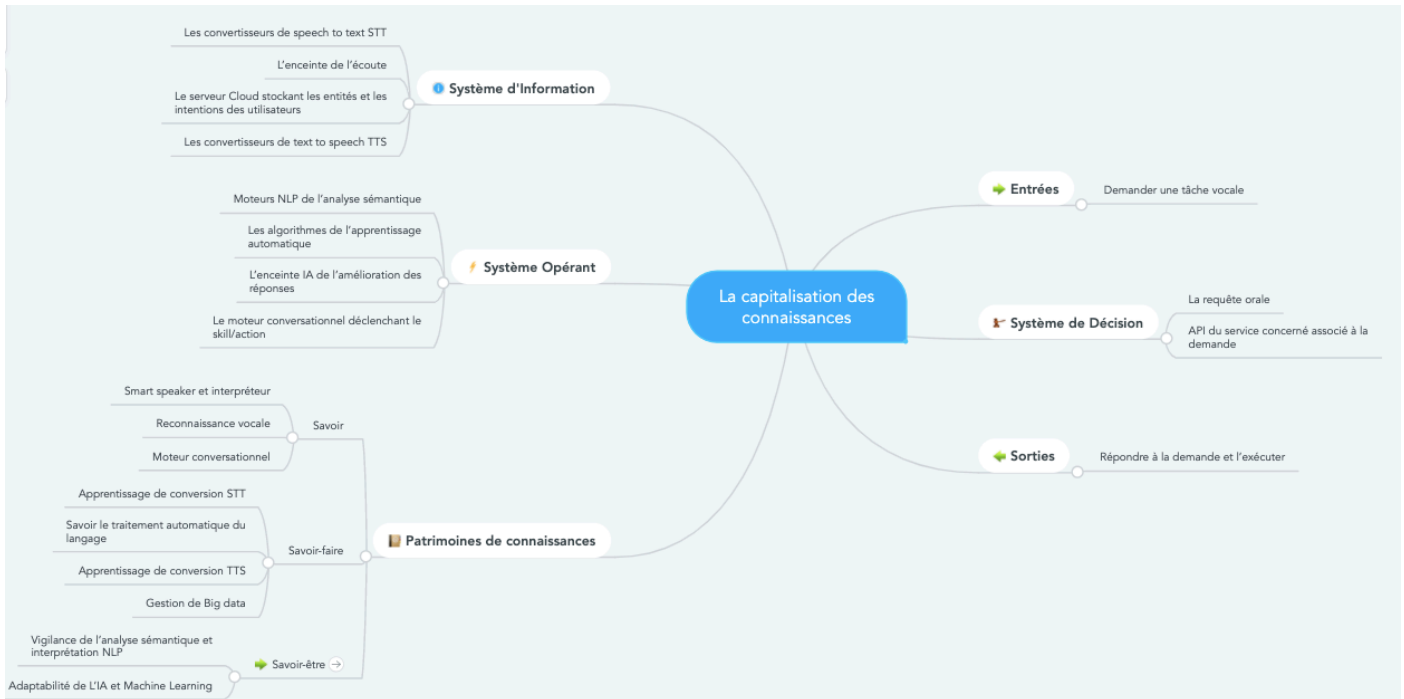 Les convertisseurs de speech to text STT
L'enceinte de l'écoute
Le serveur Cloud stockant les entités et les
intentions des utilisateurs
Les convertisseurs de text to speech TTS
Système d'Information
Moteurs NLP de l'analyse sémantique
Les algorithmes de l'apprentissage
automatique
L'enceinte IA de l'amélioration des
réponses
Le moteur conversationnel déclenchant le
skill/action
Système Opérant
Smart speaker et interpréteur
Reconnaissance vocale
Moteur conversationnel
Savoir
Apprentissage de conversion STT
Savoir le traitement automatique du
langage
Apprentissage de conversion TTS
Gestion de Big data
Savoir-faire
Vigilance de l'analyse sémantique et
interprétation NLP
Adaptabilité de L'IA et Machine Learning
Savoir-être
Patrimoines de connaissances
La capitalisation des
connaissances
Entrées
Demander une tâche vocale
Système de Décision
La requête orale
API du service concerné associé à la
demande
Sorties
Répondre à la demande et l'exécuter